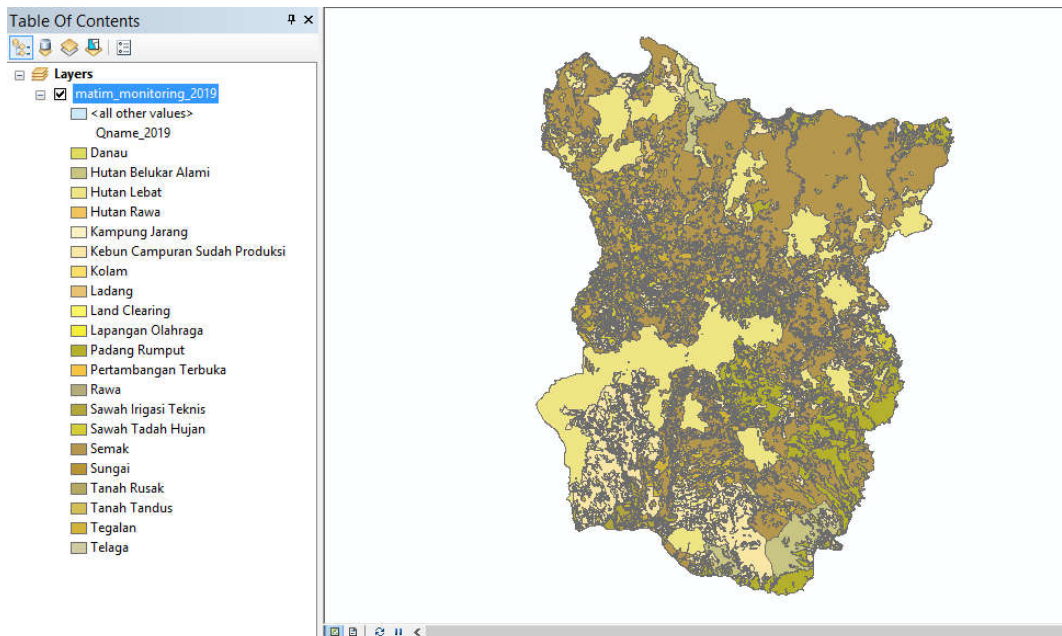 Table Of Contents
Layers
matim_monitoring_2019
<all other values>
Qname_2019
Danau
Hutan Belukar Alami
Hutan Lebat
Hutan Rawa
Kampung Jarang
Kebun Campuran Sudah Produksi
Kolam
Ladang
Land Clearing
Lapangan Olahraga
Padang Rumput
Pertambangan Terbuka
Rawa
Sawah Irigasi Teknis
Sawah Tadah Hujan
Semak
Sungai
Tanah Rusak
Tanah Tandus
Tegalan
Telaga